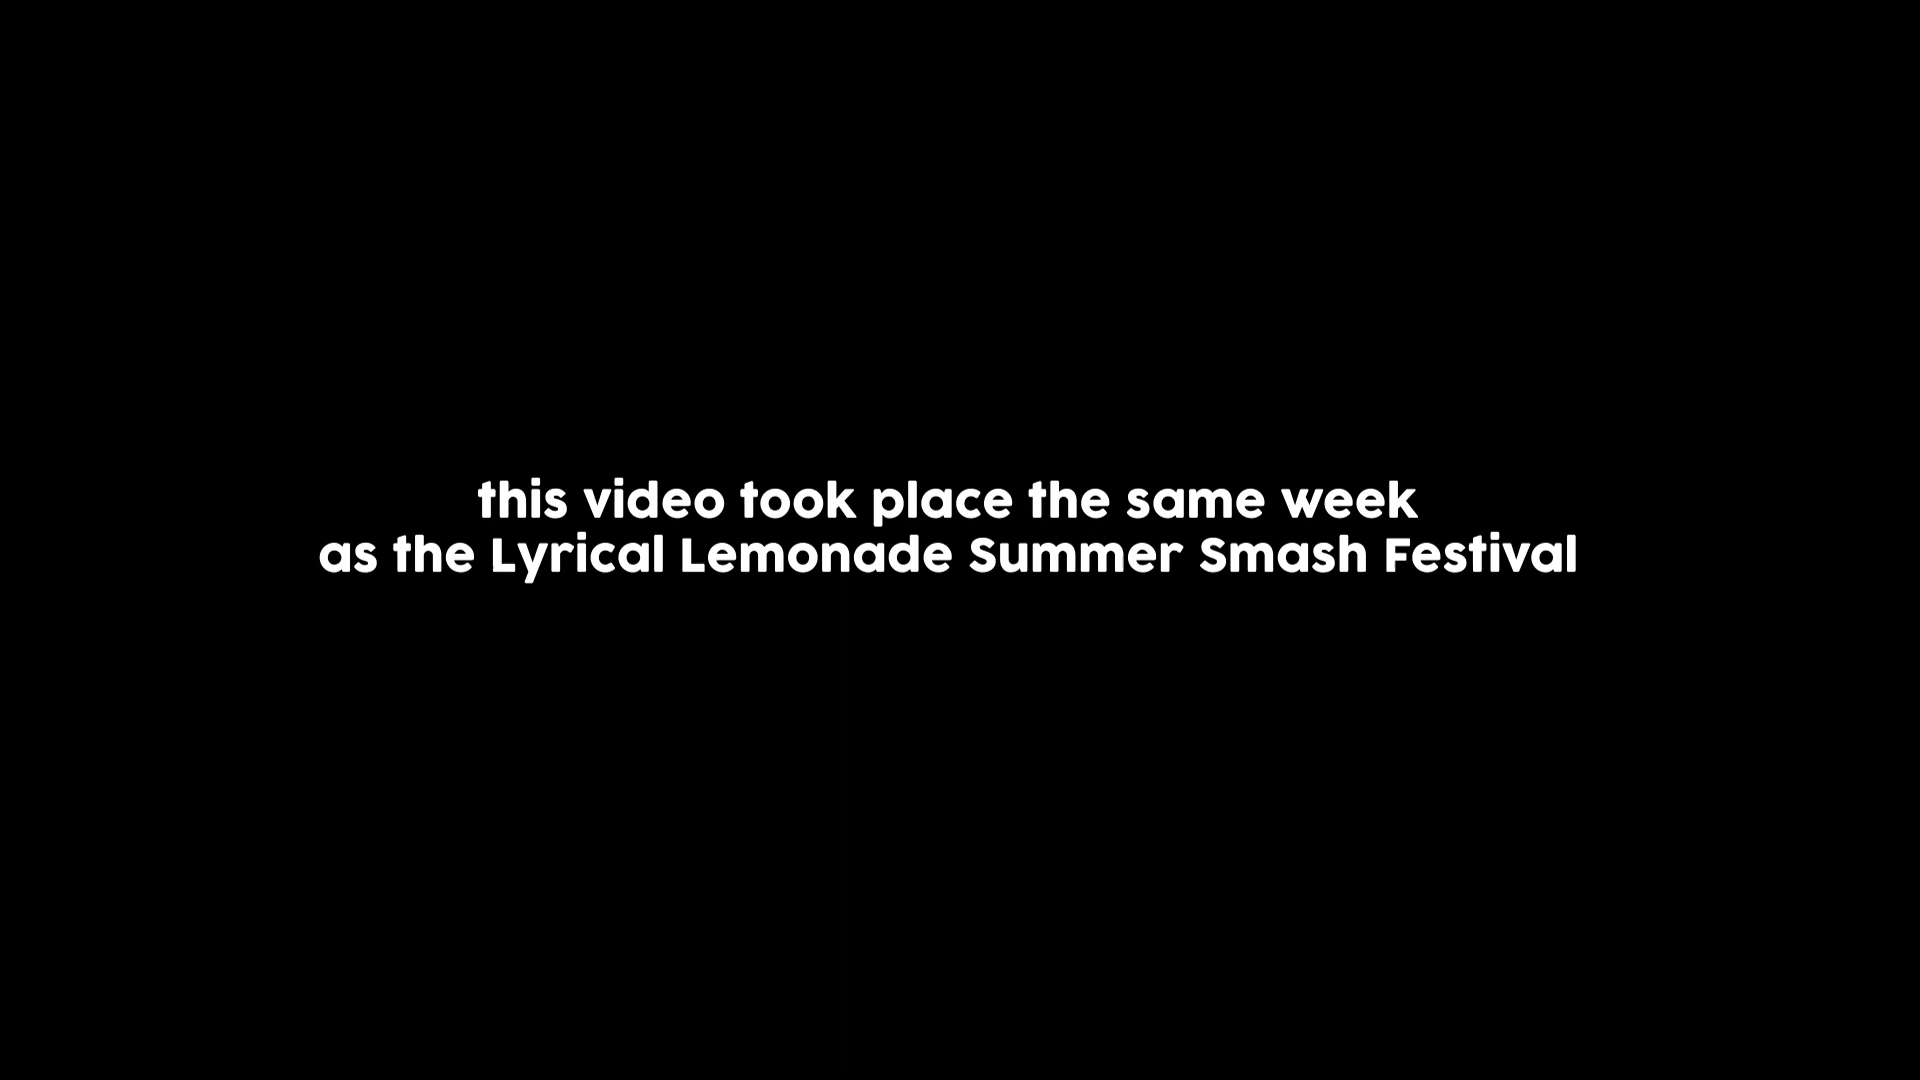 this video took place the same week
as the Lyrical Lemonade Summer Smash Festival